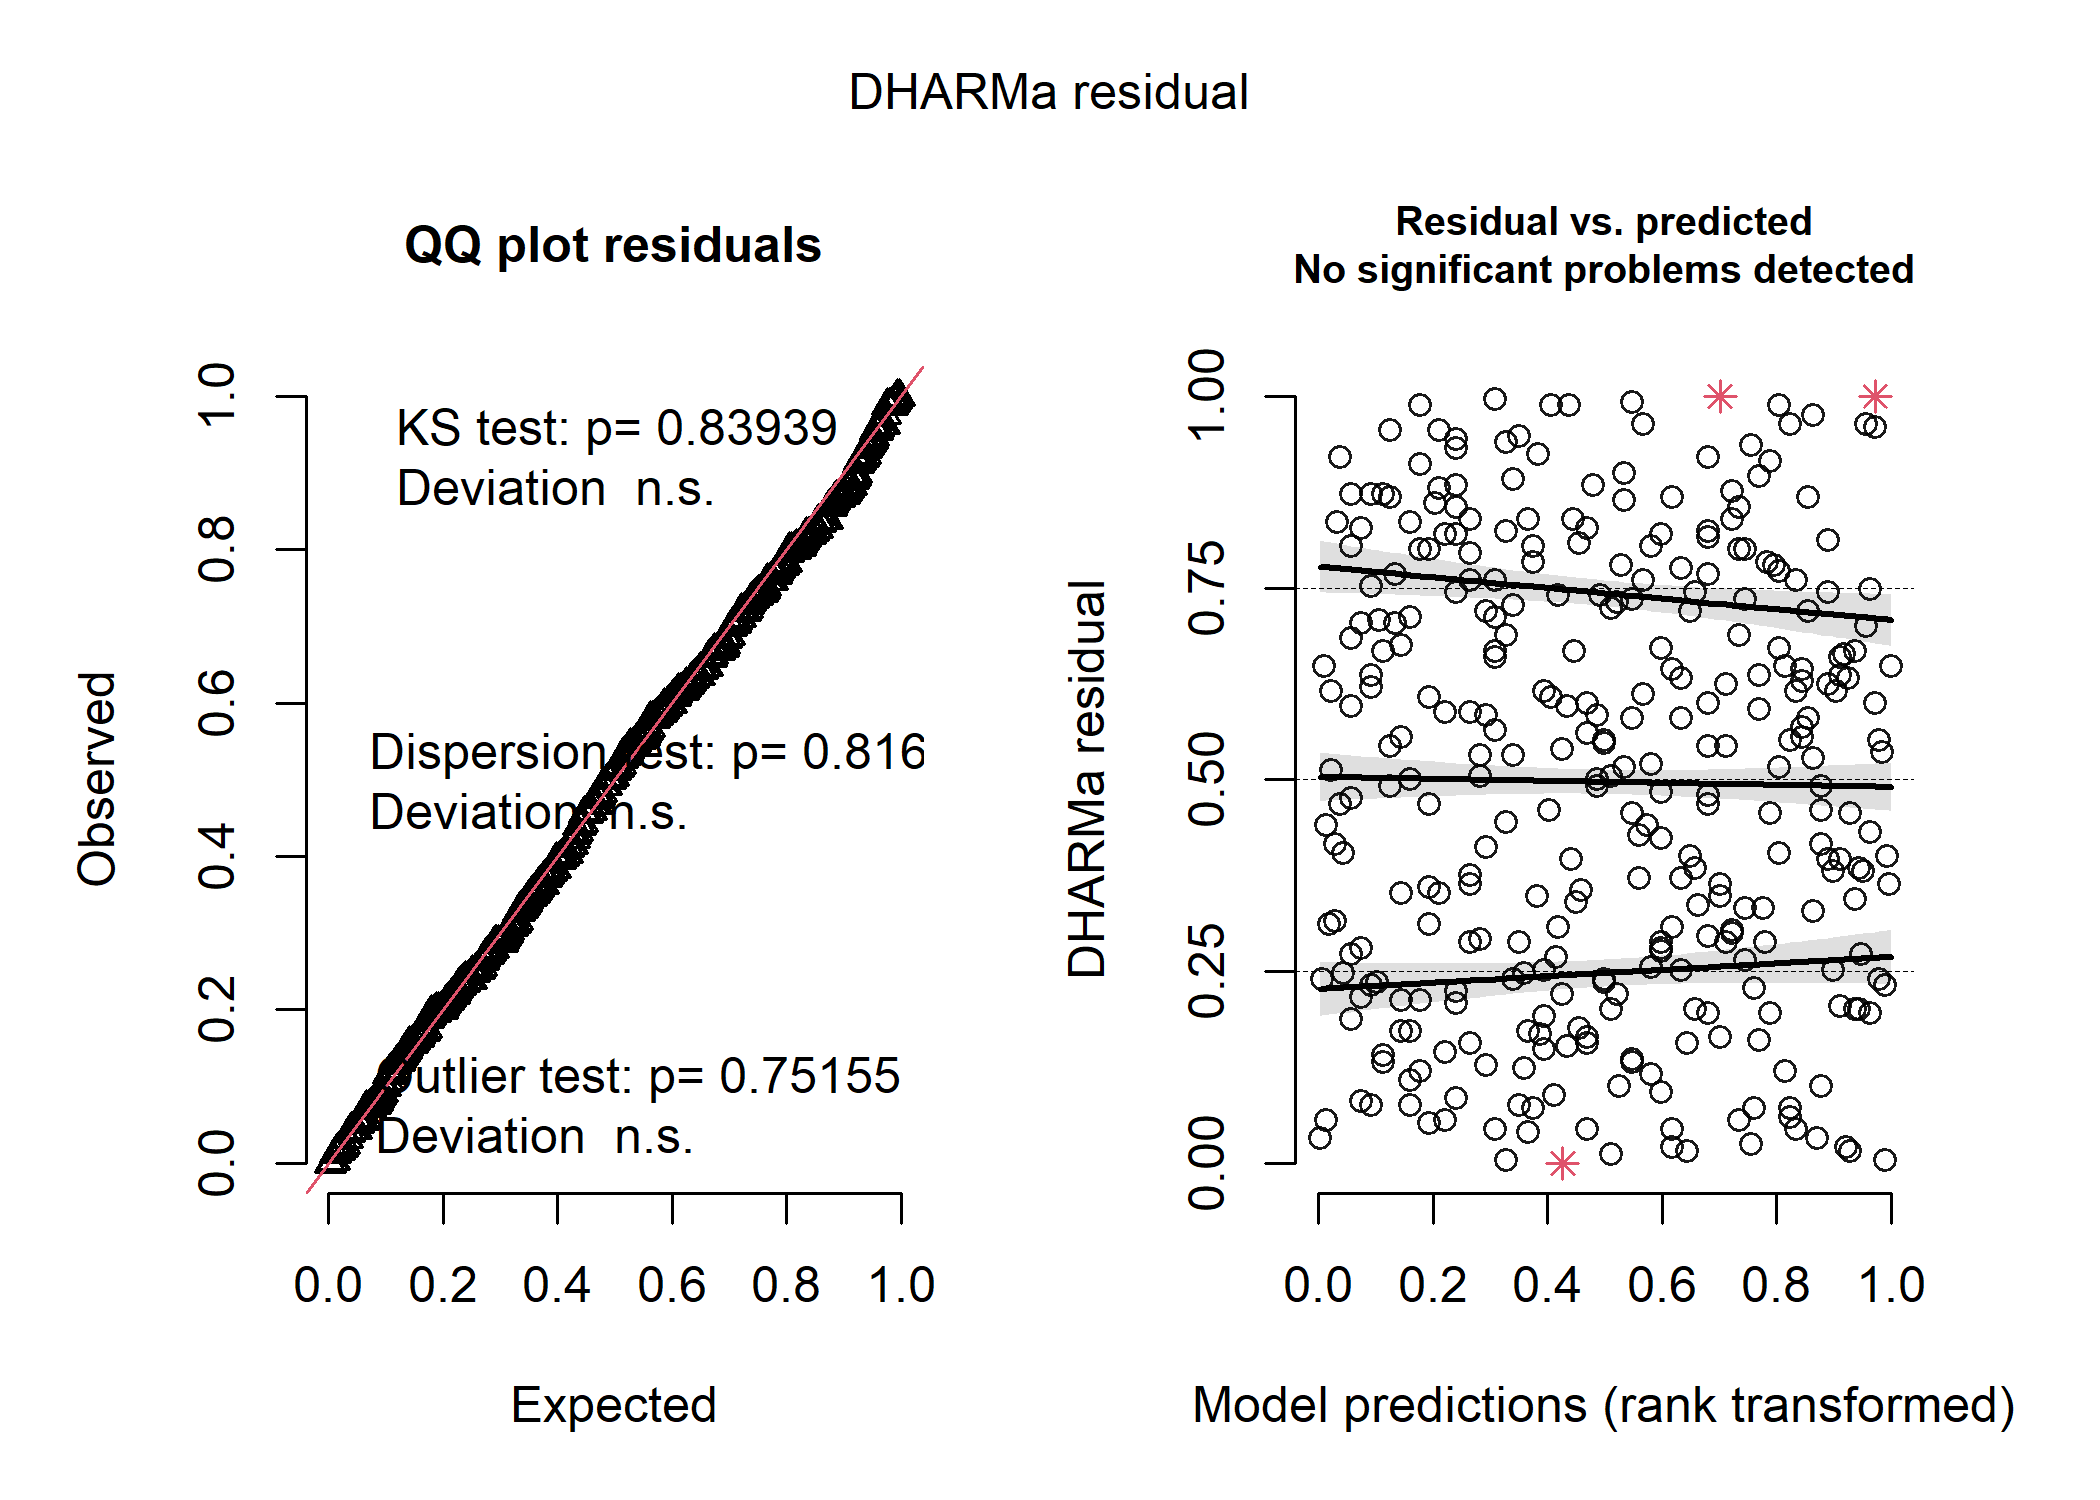 DHARMa residual
QQ plot residuals
KS test: p= 0.83939
Deviation  n.s.
Dispersion test: p= 0.816
Deviation  n.s.
Outlier test: p= 0.75155
Deviation  n.s.
Observed
0.0 0.2 0.4 0.6 0.8 1.0
0.0 0.2 0.4 0.6 0.8 1.0
Expected
Residual vs. predicted
No significant problems detected
DHARMa residual
0.00 0.25 0.50 0.75 1.00
0.0 0.2 0.4 0.6 0.8 1.0
Model predictions (rank transformed)